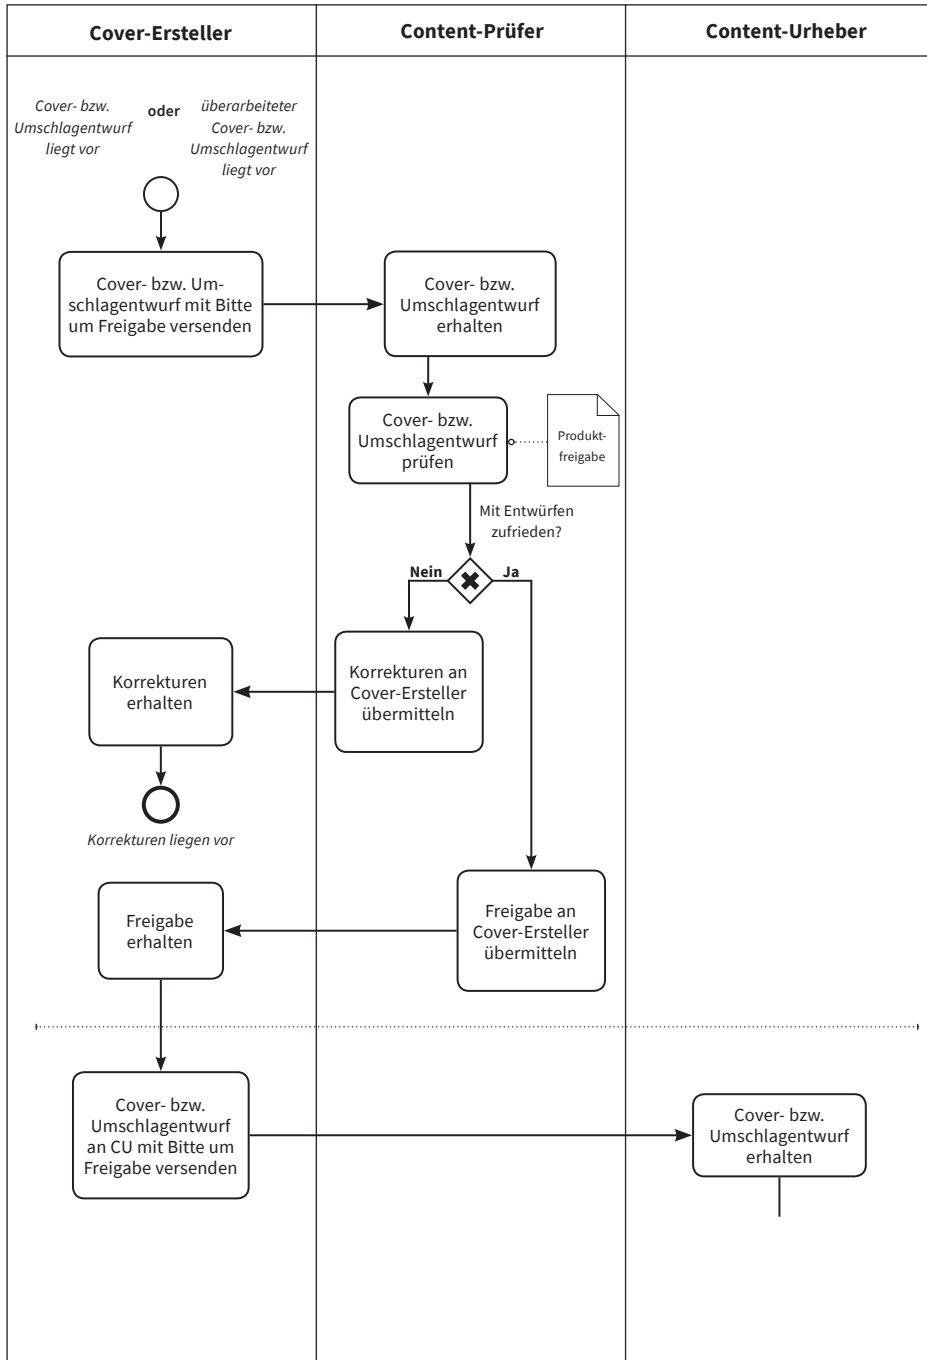 Cover-Ersteller
Content-Prüfer
Content-Urheber
Cover- bzw.
Umschlagentwurf
liegt vor
oder
überarbeiteter
Cover- bzw.
Umschlagentwurf
liegt vor
Cover- bzw. Um-
schlagentwurf mit Bitte
um Freigabe versenden
Cover- bzw.
Umschlagentwurf
erhalten
Cover- bzw.
Umschlagentwurf
prüfen
Produkt-
freigabe
Mit Entwürfen
zufrieden?
Nein
Ja
Korrekturen an
Cover-Ersteller
übermitteln
Korrekturen
erhalten
Korrekturen liegen vor
Freigabe an
Cover-Ersteller
übermitteln
Freigabe
erhalten
Cover- bzw.
Umschlagentwurf
an CU mit Bitte um
Freigabe versenden
Cover- bzw.
Umschlagentwurf
erhalten